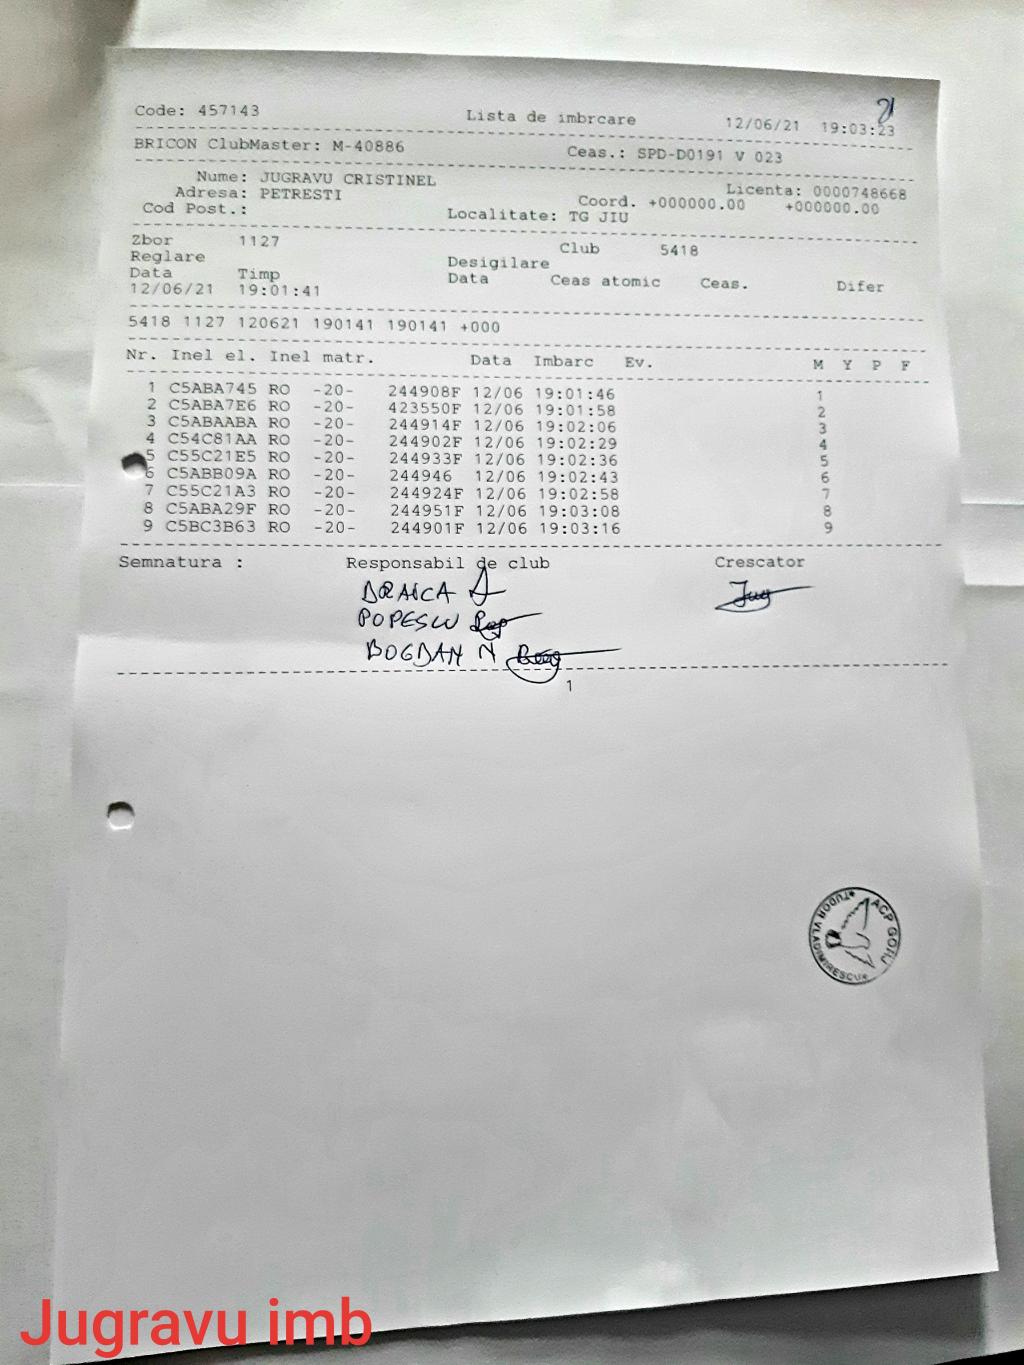 Code: 457143 Lista de imbrcare 12/06/21 19:03:23
BRICON ClubMaster: M-40886 Ceas.: SPD-D0191 V 023
Nume: JUGRAVU CRISTINEL Licenta: 0000748668
Adresa: PETRESTI Coord. +000000.00 +000000.00
Cod Post.: Localitate: TG JIU
Zbor 1127 Club 5418
Reglare Desigilare
Data Timp Data Ceas atomic Ceas. Difer
12/06/21 19:01:41
5418 1127 120621 190141 190141 +000
Nr. Inel el. Inel matr. Data Imbarc Ev. M Y P F
1 C5ABA745 RO -20- 244908F 12/06 19:01:46 1
2 C5ABA7E6 RO -20- 423550F 12/06 19:01:58 2
3 C5ABAABA RO -20- 244914F 12/06 19:02:06 3
4 C54C81AA RO -20- 244902F 12/06 19:02:29 4
5 C55C21E5 RO -20- 244933F 12/06 19:02:36 5
6 C5ABB09A RO -20- 244946 12/06 19:02:43 6
7 C55C21A3 RO -20- 244924F 12/06 19:02:58 7
8 C5ABA29F RO -20- 244951F 12/06 19:03:08 8
9 C5BC3B63 RO -20- 244901F 12/06 19:03:16 9
Semnatura : Responsabil de club Crescator
DRAICA
POPESCU
BOGDAN N
1
ACP GORJ
TUDOR VLADIMIRESCU
Jugravu imb